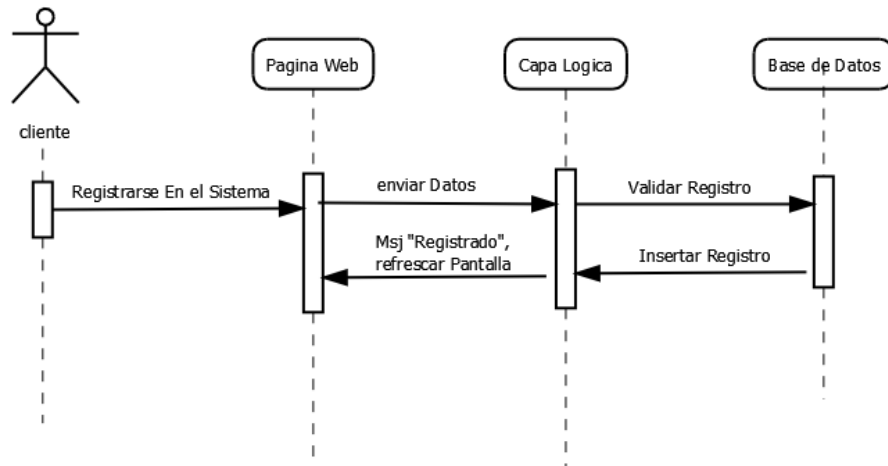 Pagina Web
Capa Logica
Base de Datos
cliente
Registrarse En el Sistema
enviar Datos
Validar Registro
Msj "Registrado",
refrescar Pantalla
Insertar Registro